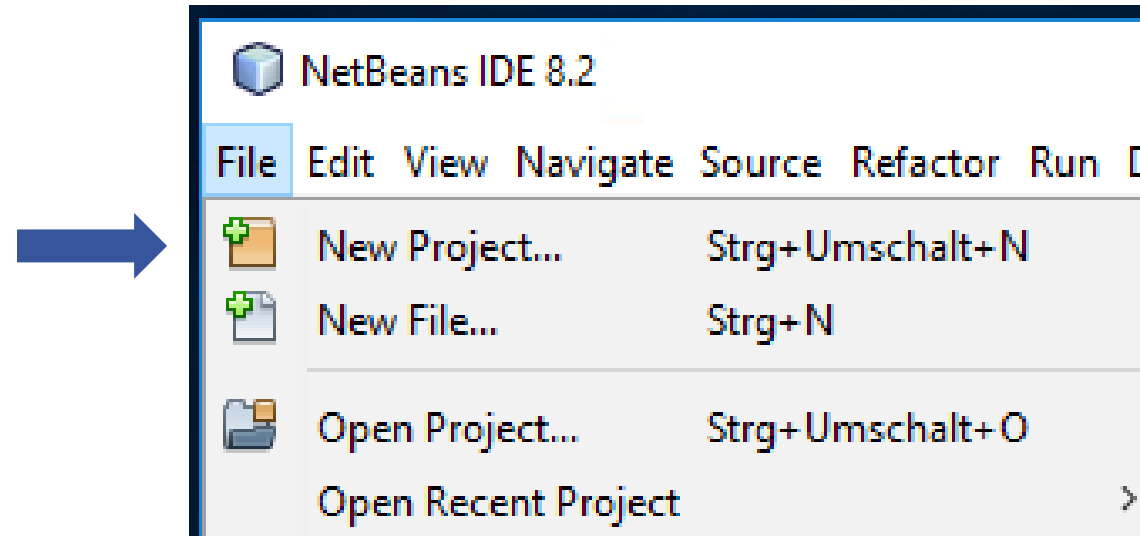 NetBeans IDE 8.2
File Edit View Navigate Source Refactor Run
New Project... Strg+Umschalt+N
New File... Strg+N
Open Project... Strg+Umschalt+O
Open Recent Project >